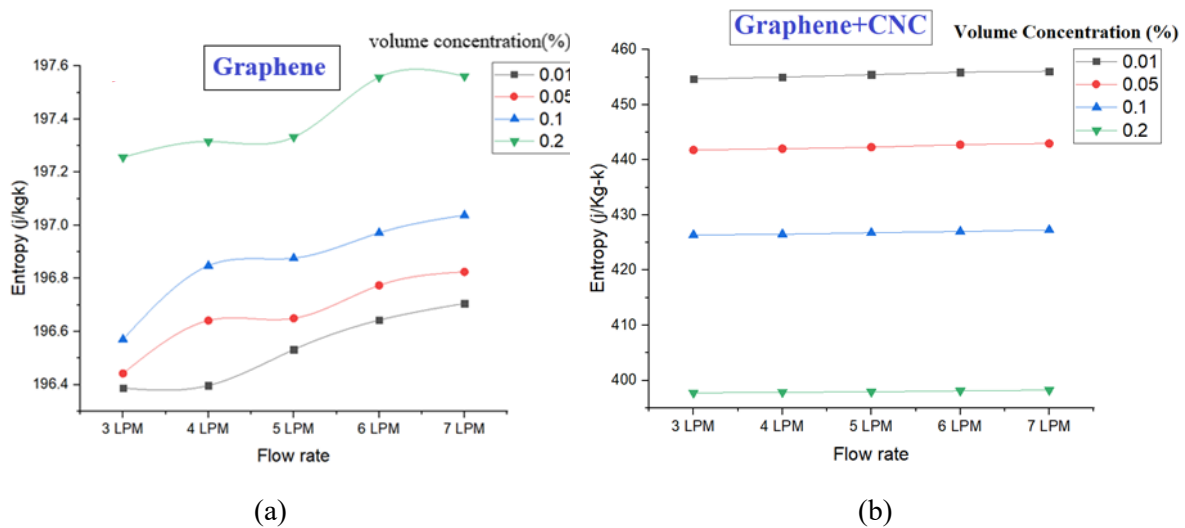 Graphene
volume concentration(%)
0.01
0.05
0.1
0.2
197.6
197.4
197.2
197.0
196.8
196.6
196.4
Entropy (j/kgk)
3 LPM
4 LPM
5 LPM
6 LPM
7 LPM
Flow rate
(a)
Graphene+CNC
Volume Concentration (%)
0.01
0.05
0.1
0.2
460
450
440
430
420
410
400
Entropy (j/Kg-k)
3 LPM
4 LPM
5 LPM
6 LPM
7 LPM
Flow rate
(b)